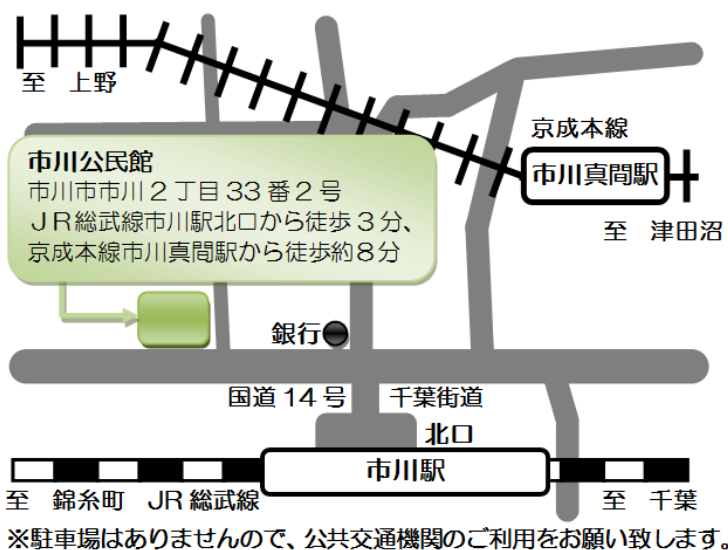 至 上野
京成本線
市川真間駅
至 津田沼
市川公民館
市川市市川2丁目33番2号
JR総武線市川駅北口から徒歩3分、
京成本線市川真間駅から徒歩約8分
銀行
国道14号 千葉街道
北口
市川駅
至 錦糸町 JR総武線 至 千葉
※駐車場はありませんので、公共交通機関のご利用をお願い致します。